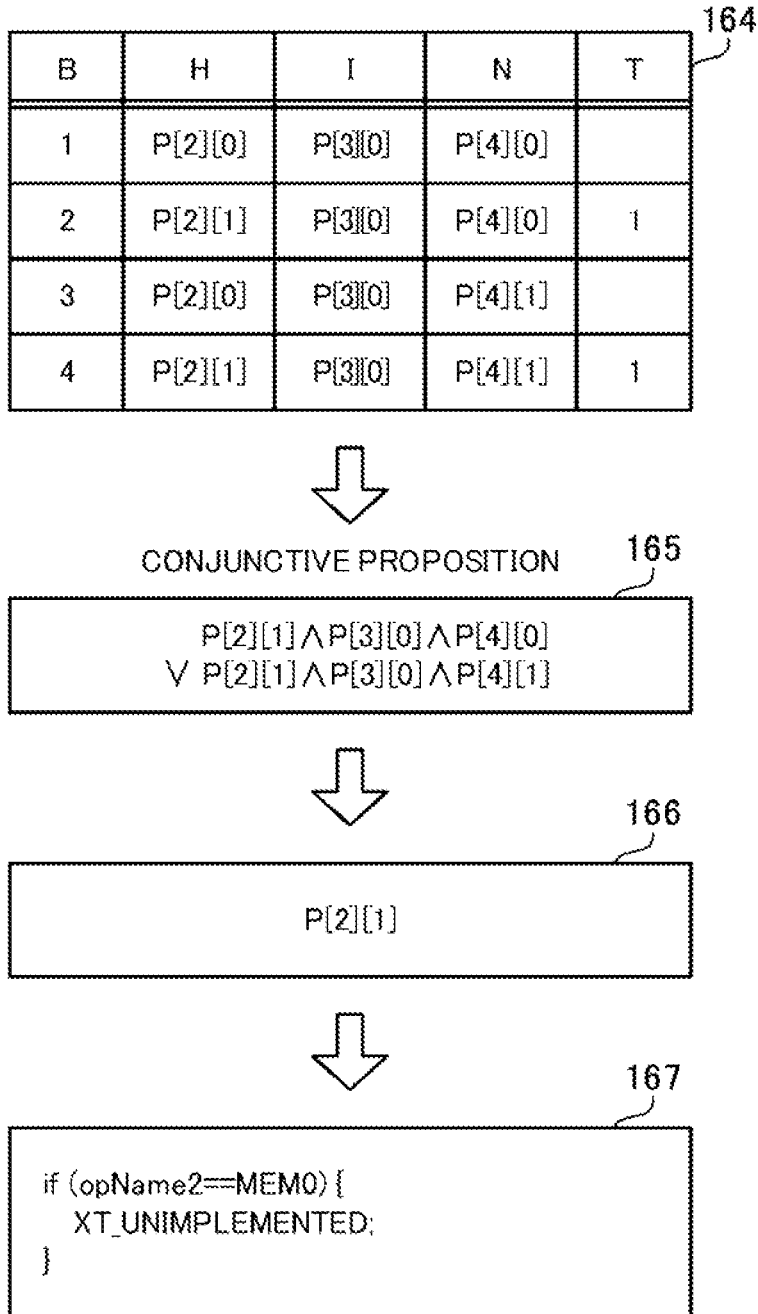 164
B H I N T
1 P[2][0] P[3][0] P[4][0]
2 P[2][1] P[3][0] P[4][0] 1
3 P[2][0] P[3][0] P[4][1]
4 P[2][1] P[3][0] P[4][1] 1
CONJUNCTIVE PROPOSITION 165
P[2][1]∧P[3][0]∧P[4][0]
∨ P[2][1]∧P[3][0]∧P[4][1]
166
P[2][1]
167
if (opName2==MEM0) {
XT_UNIMPLEMENTED;
}